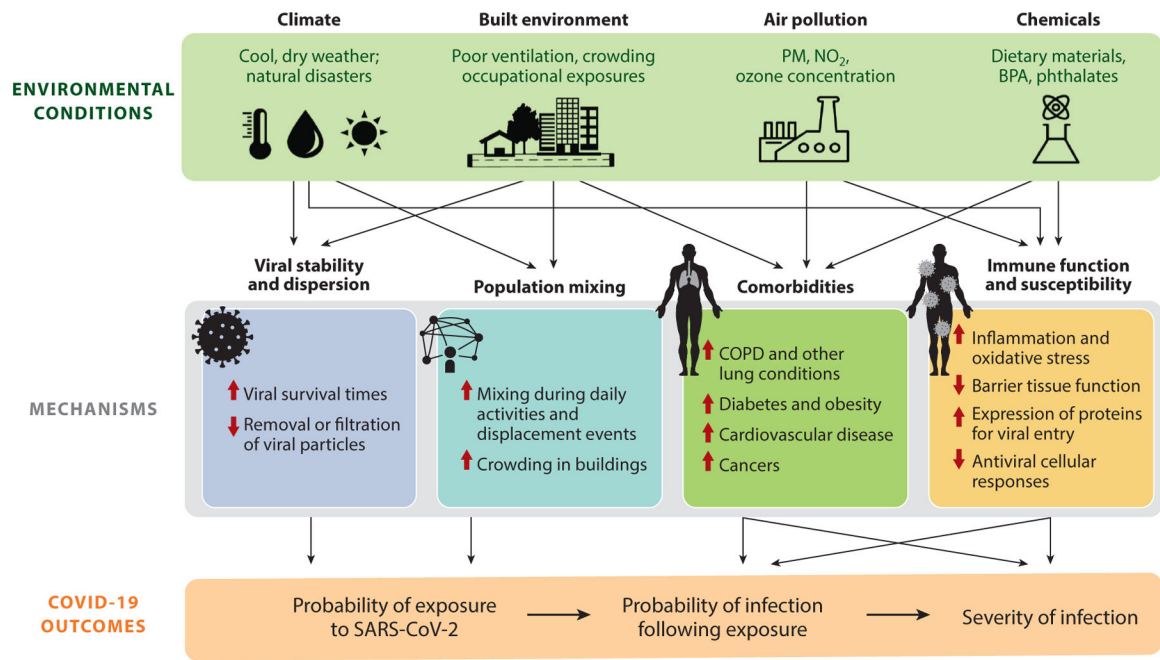 Climate
Built environment
Air pollution
Chemicals
ENVIRONMENTAL
CONDITIONS
Cool, dry weather;
natural disasters
Poor ventilation, crowding
occupational exposures
PM, NO₂,
ozone concentration
Dietary materials,
BPA, phthalates
Viral stability
and dispersion
Population mixing
Comorbidities
Immune function
and susceptibility
MECHANISMS
Viral survival times
Removal or filtration
of viral particles
Mixing during daily
activities and
displacement events
Crowding in buildings
COPD and other
lung conditions
Diabetes and obesity
Cardiovascular disease
Cancers
Inflammation and
oxidative stress
Barrier tissue function
Expression of proteins
for viral entry
Antiviral cellular
responses
COVID-19
OUTCOMES
Probability of exposure
to SARS-CoV-2
Probability of infection
following exposure
Severity of infection